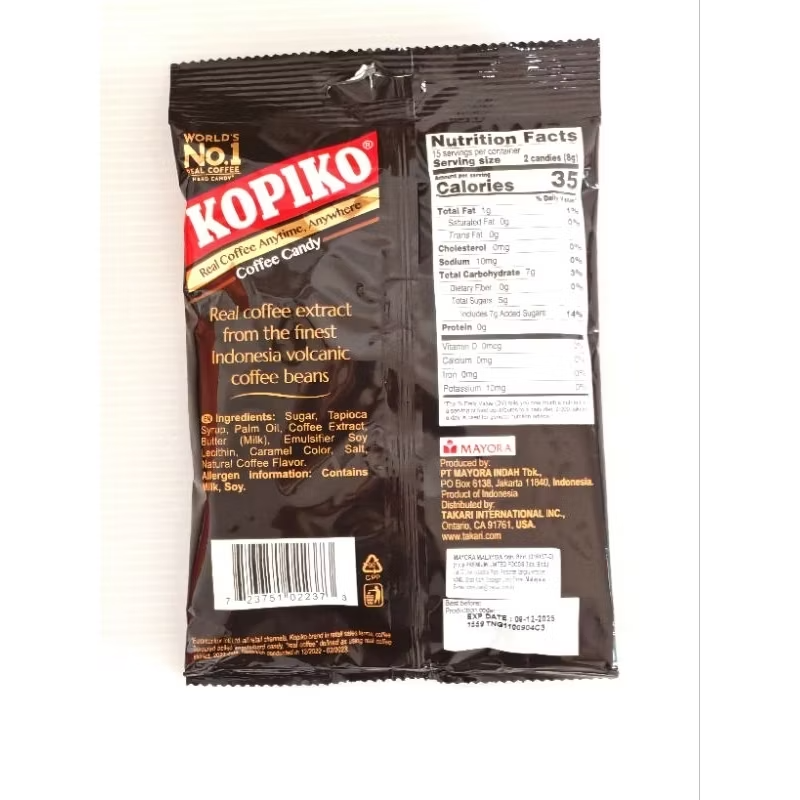 WORLD'S
No.1
REAL COFFEE
HARD CANDY*
KOPIKO®
Real Coffee Anytime, Anywhere
Coffee Candy
Real coffee extract
from the finest
Indonesia volcanic
coffee beans
EN Ingredients: Sugar, Tapioca
Syrup, Palm Oil, Coffee Extract,
Butter (Milk), Emulsifier Soy
Lecithin, Caramel Color, Salt,
Natural Coffee Flavor.
Allergen Information: Contains
Milk, Soy.
7 23751 02237 3
CPP
Nutrition Facts
15 servings per container
Serving size 2 candies (8g)
Amount per serving
Calories 35
% Daily Value*
Total Fat 1g 1%
Saturated Fat 0g 0%
Trans Fat 0g
Cholesterol 0mg 0%
Sodium 10mg 0%
Total Carbohydrate 7g 3%
Dietary Fiber 0g 0%
Total Sugars 5g
Includes 7g Added Sugars 14%
Protein 0g
Vitamin D 0mcg 0%
Calcium 0mg 0%
Iron 0mg 0%
Potassium 10mg 0%
MAYORA
Produced by:
PT MAYORA INDAH Tbk.,
PO Box 6138, Jakarta 11840, Indonesia.
Product of Indonesia
Distributed by:
TAKARI INTERNATIONAL INC.,
Ontario, CA 91761, USA.
www.takari.com
Best before:
Production code:
EXP DATE : 09-12-2025